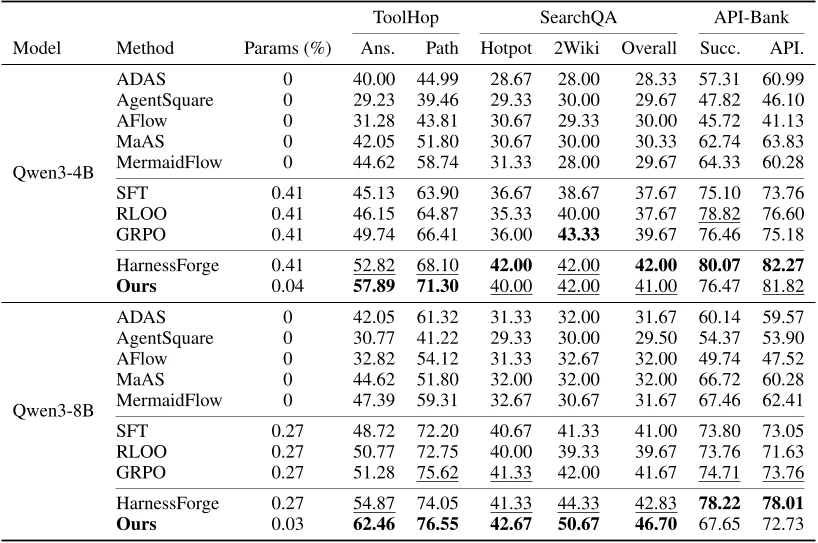 ToolHop SearchQA API-Bank
Model Method Params (%) Ans. Path Hotpot 2Wiki Overall Succ. API.
ADAS 0 40.00 44.99 28.67 28.00 28.33 57.31 60.99
AgentSquare 0 29.23 39.46 29.33 30.00 29.67 47.82 46.10
AFlow 0 31.28 43.81 30.67 29.33 30.00 45.72 41.13
MaAS 0 42.05 51.80 30.67 30.00 30.33 62.74 63.83
MermaidFlow 0 44.62 58.74 31.33 28.00 29.67 64.33 60.28
Qwen3-4B
SFT 0.41 45.13 63.90 36.67 38.67 37.67 75.10 73.76
RLOO 0.41 46.15 64.87 35.33 40.00 37.67 78.82 76.60
GRPO 0.41 49.74 66.41 36.00 43.33 39.67 76.46 75.18
HarnessForge 0.41 52.82 68.10 42.00 42.00 42.00 80.07 82.27
Ours 0.04 57.89 71.30 40.00 42.00 41.00 76.47 81.82
ADAS 0 42.05 61.32 31.33 32.00 31.67 60.14 59.57
AgentSquare 0 30.77 41.22 29.33 30.00 29.50 54.37 53.90
AFlow 0 32.82 54.12 31.33 32.67 32.00 49.74 47.52
MaAS 0 44.62 51.80 32.00 32.00 32.00 66.72 60.28
MermaidFlow 0 47.39 59.31 32.67 30.67 31.67 67.46 62.41
Qwen3-8B
SFT 0.27 48.72 72.20 40.67 41.33 41.00 73.80 73.05
RLOO 0.27 50.77 72.75 40.00 39.33 39.67 73.76 71.63
GRPO 0.27 51.28 75.62 41.33 42.00 41.67 74.71 73.76
HarnessForge 0.27 54.87 74.05 41.33 44.33 42.83 78.22 78.01
Ours 0.03 62.46 76.55 42.67 50.67 46.70 67.65 72.73